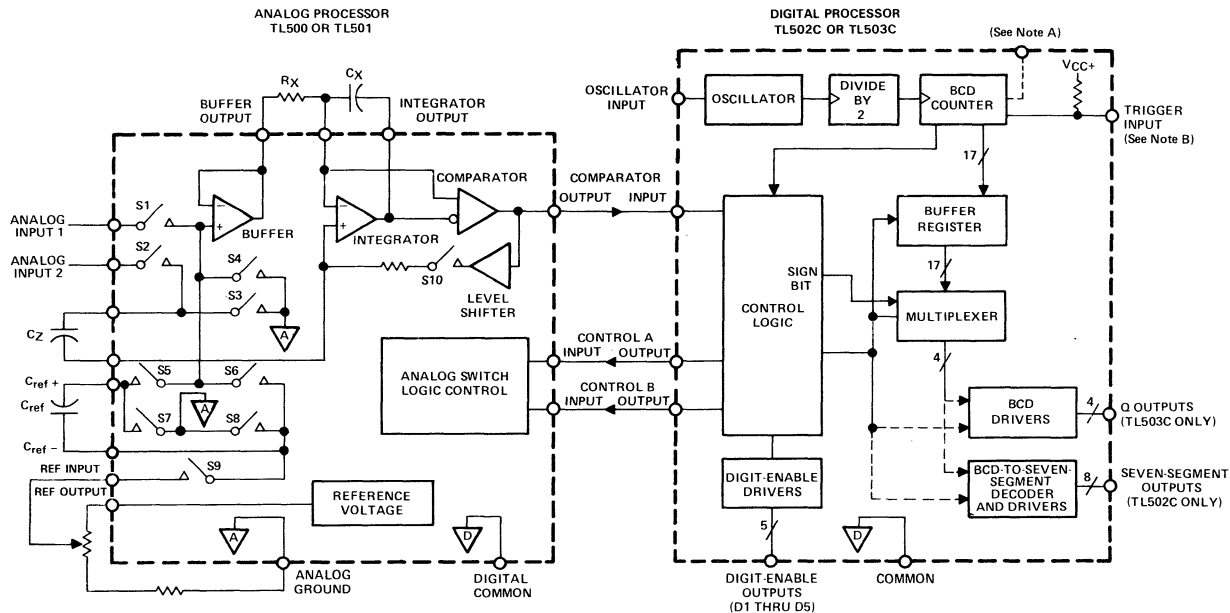 ANALOG PROCESSOR
TL500 OR TL501
DIGITAL PROCESSOR
TL502C OR TL503C
(See Note A)
VCC+
RX
CX
BUFFER
OUTPUT
INTEGRATOR
OUTPUT
OSCILLATOR
INPUT
OSCILLATOR
DIVIDE
BY
2
BCD
COUNTER
TRIGGER
INPUT
(See Note B)
17
COMPARATOR
COMPARATOR
OUTPUT INPUT
S1
ANALOG
INPUT 1
BUFFER
INTEGRATOR
S2
ANALOG
INPUT 2
S4
S10
LEVEL
SHIFTER
S3
A
CZ
BUFFER
REGISTER
17
SIGN
BIT
CONTROL
LOGIC
MULTIPLEXER
4
CONTROL A
INPUT OUTPUT
CONTROL B
INPUT OUTPUT
ANALOG SWITCH
LOGIC CONTROL
Cref +
Cref
Cref −
S5
S6
A
S7
S8
BCD
DRIVERS
4
Q OUTPUTS
(TL503C ONLY)
REF INPUT
REF OUTPUT
S9
REFERENCE
VOLTAGE
DIGIT-ENABLE
DRIVERS
BCD-TO-SEVEN-
SEGMENT
DECODER
AND DRIVERS
8
SEVEN-SEGMENT
OUTPUTS
(TL502C ONLY)
5
A
D
D
ANALOG
GROUND
DIGITAL
COMMON
DIGIT-ENABLE
OUTPUTS
(D1 THRU D5)
COMMON